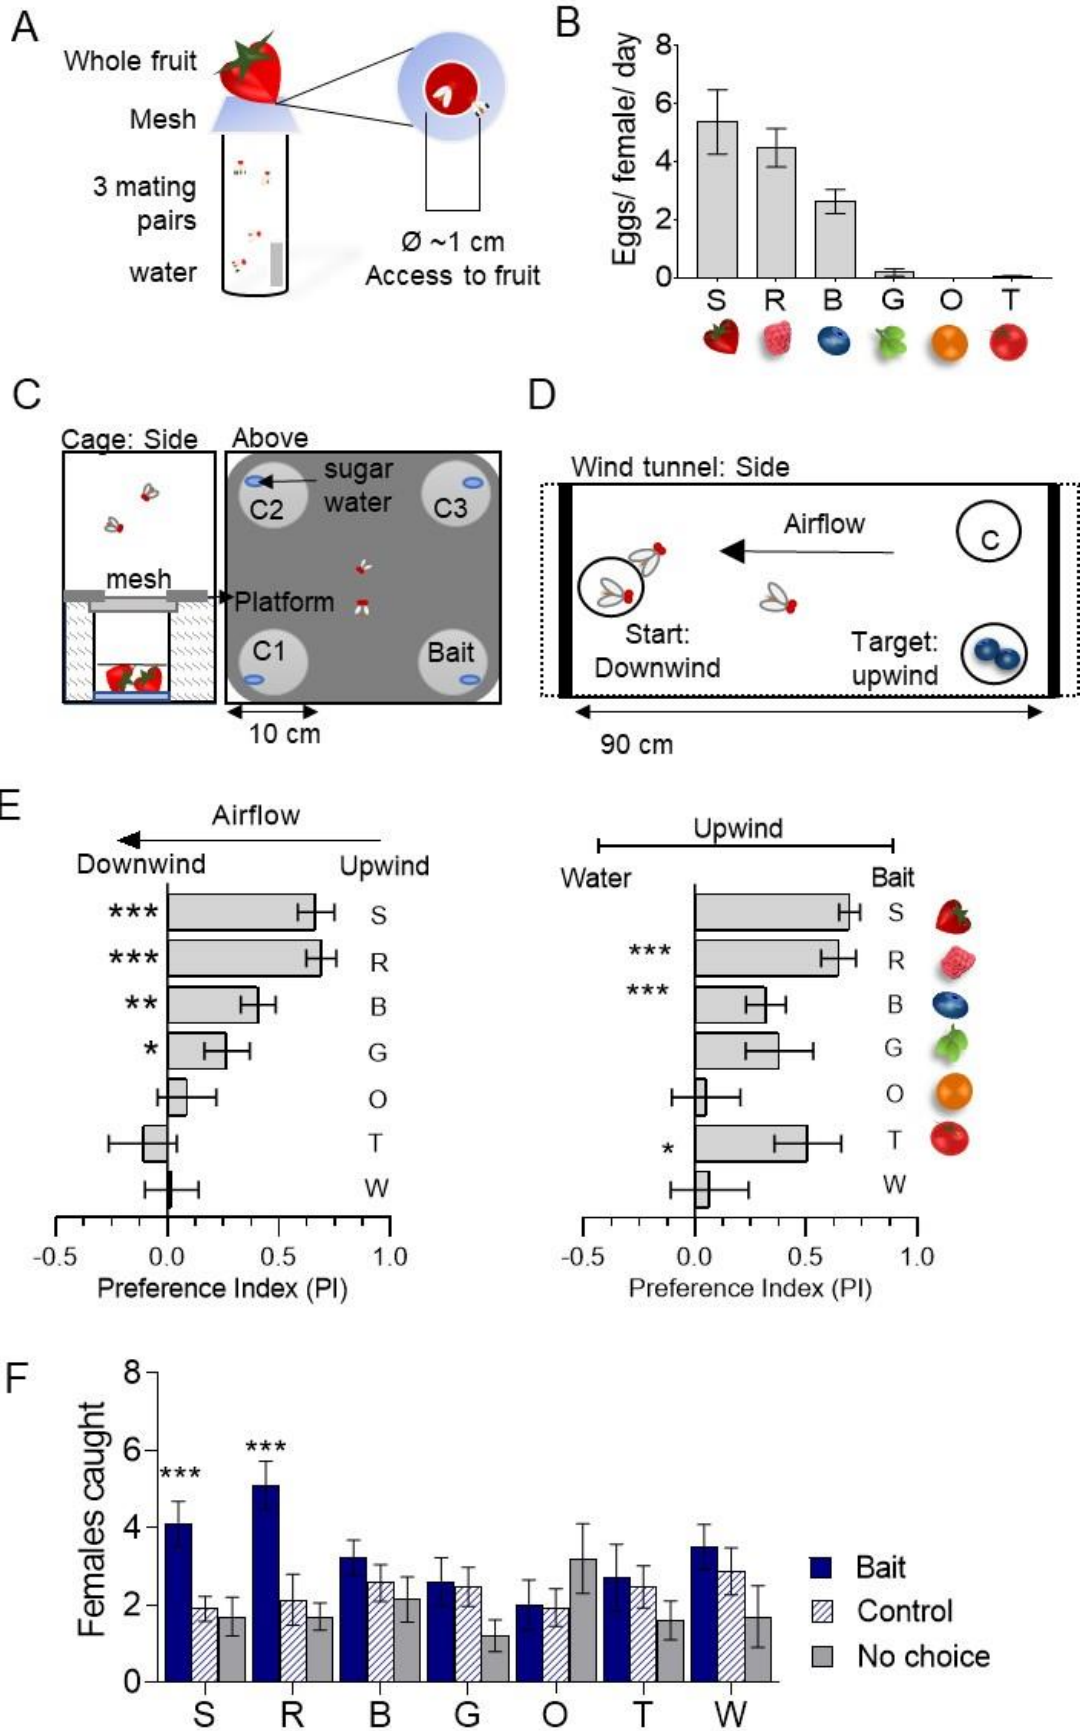 A
Whole fruit
Mesh
3 mating
pairs
water
Ø ~1 cm
Access to fruit
B
Eggs/ female/ day
8
6
4
2
0
S R B G O T
C
Cage: Side
Above
sugar
water
C2
C3
mesh
Platform
C1
Bait
10 cm
D
Wind tunnel: Side
Airflow
C
Start:
Downwind
Target:
upwind
90 cm
E
Airflow
Downwind
Upwind
*** S
*** R
** B
* G
O
T
W
-0.5 0.0 0.5 1.0
Preference Index (PI)
Upwind
Water
Bait
S
*** R
*** B
G
O
* T
W
-0.5 0.0 0.5 1.0
Preference Index (PI)
F
Females caught
8
6
4
2
0
***
***
S R B G O T W
Bait
Control
No choice